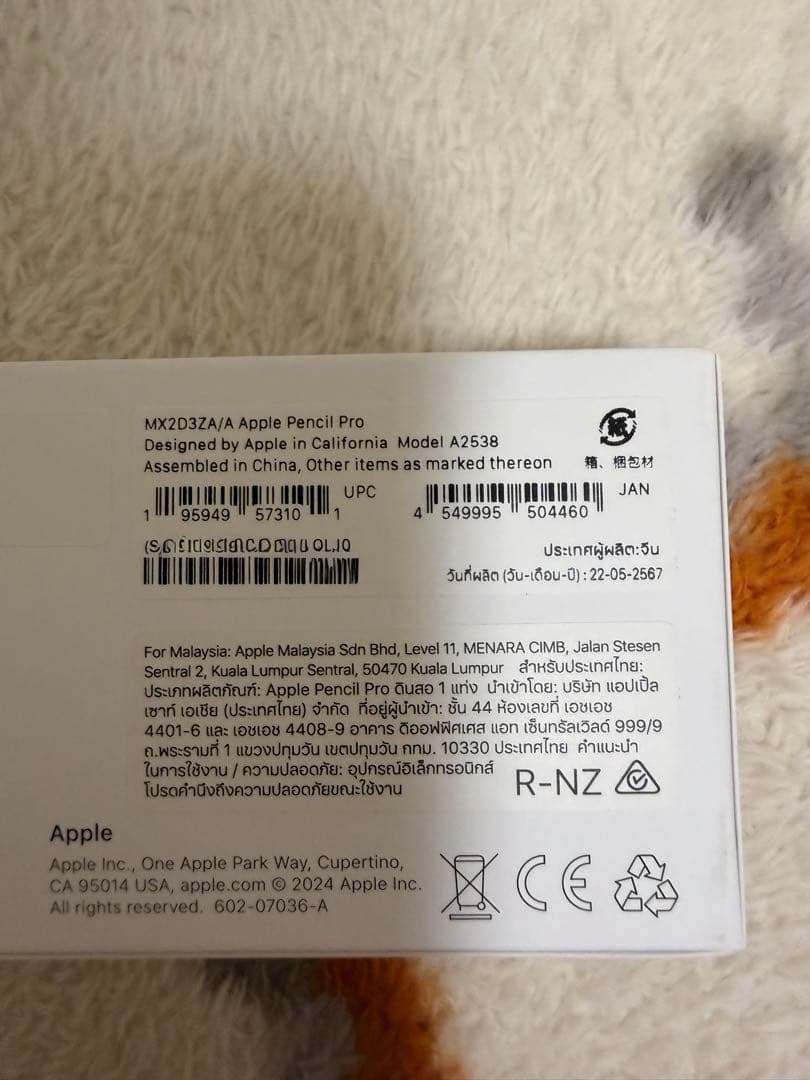 MX2D3ZA/A Apple Pencil Pro
Designed by Apple in California Model A2538
Assembled in China, Other items as marked thereon
紙
箱、梱包材
1 95949 57310 1 UPC
4 549995 504460 JAN
ประเทศผู้ผลิต:จีน
วันที่ผลิต (วัน-เดือน-ปี) : 22-05-2567
For Malaysia: Apple Malaysia Sdn Bhd, Level 11, MENARA CIMB, Jalan Stesen
Sentral 2, Kuala Lumpur Sentral, 50470 Kuala Lumpur สำหรับประเทศไทย:
ประเภทผลิตภัณฑ์: Apple Pencil Pro ดินสอ 1 แท่ง นำเข้าโดย: บริษัท แอปเปิ้ล
เซาท์ เอเชีย (ประเทศไทย) จำกัด ที่อยู่ผู้นำเข้า: ชั้น 44 ห้องเลขที่ เอชเอช
4401-6 และ เอชเอช 4408-9 อาคาร ดิออฟฟิศเศส แอท เซ็นทรัลเวิลด์ 999/9
ถ.พระรามที่ 1 แขวงปทุมวัน เขตปทุมวัน กทม. 10330 ประเทศไทย คำแนะนำ
ในการใช้งาน / ความปลอดภัย: อุปกรณ์อิเล็กทรอนิกส์
โปรดคำนึงถึงความปลอดภัยขณะใช้งาน
R-NZ
Apple
Apple Inc., One Apple Park Way, Cupertino,
CA 95014 USA, apple.com © 2024 Apple Inc.
All rights reserved. 602-07036-A
CE